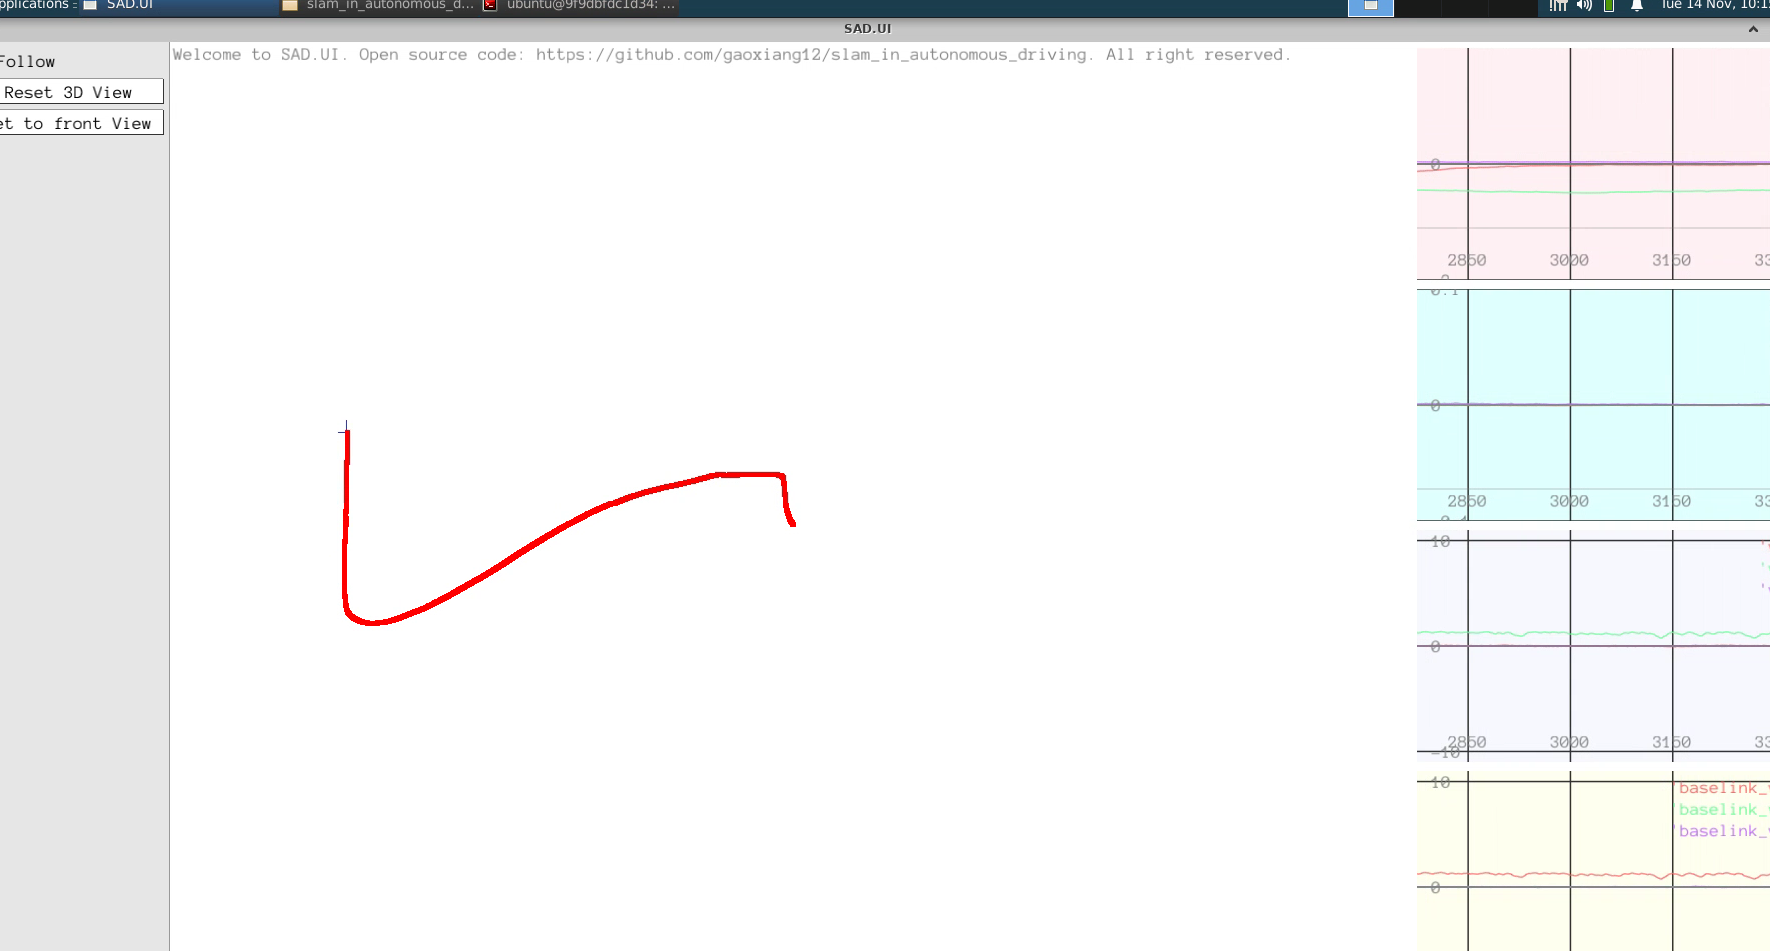 pplications : SAD.UI slam_in_autonomous_d... ubuntu@9f9dbfdc1d34: ... Tue 14 Nov, 10:1
SAD.UI
Follow
Reset 3D View
et to front View
Welcome to SAD.UI. Open source code: https://github.com/gaoxiang12/slam_in_autonomous_driving. All right reserved.
0
2850 3000 3150 33
0.1
0
2850 3000 3150 33
10
0
2850 3000 3150 33
-10
10
'baselink_v
'baselink_v
'baselink_v
0